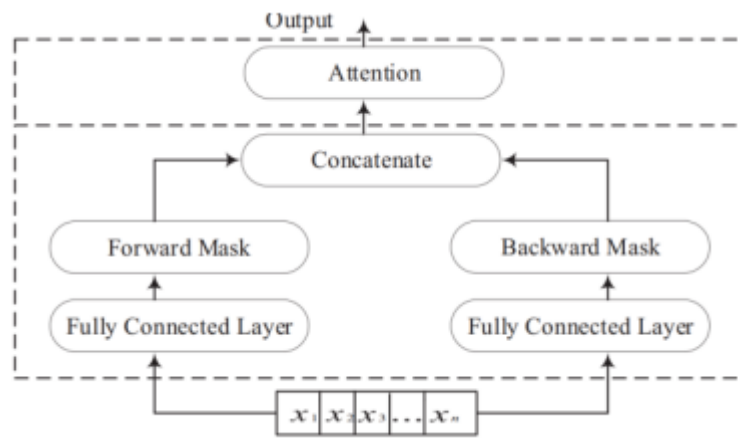 Output
Attention
Concatenate
Forward Mask Backward Mask
Fully Connected Layer Fully Connected Layer
x₁ x₂ x₃ ... xₙ